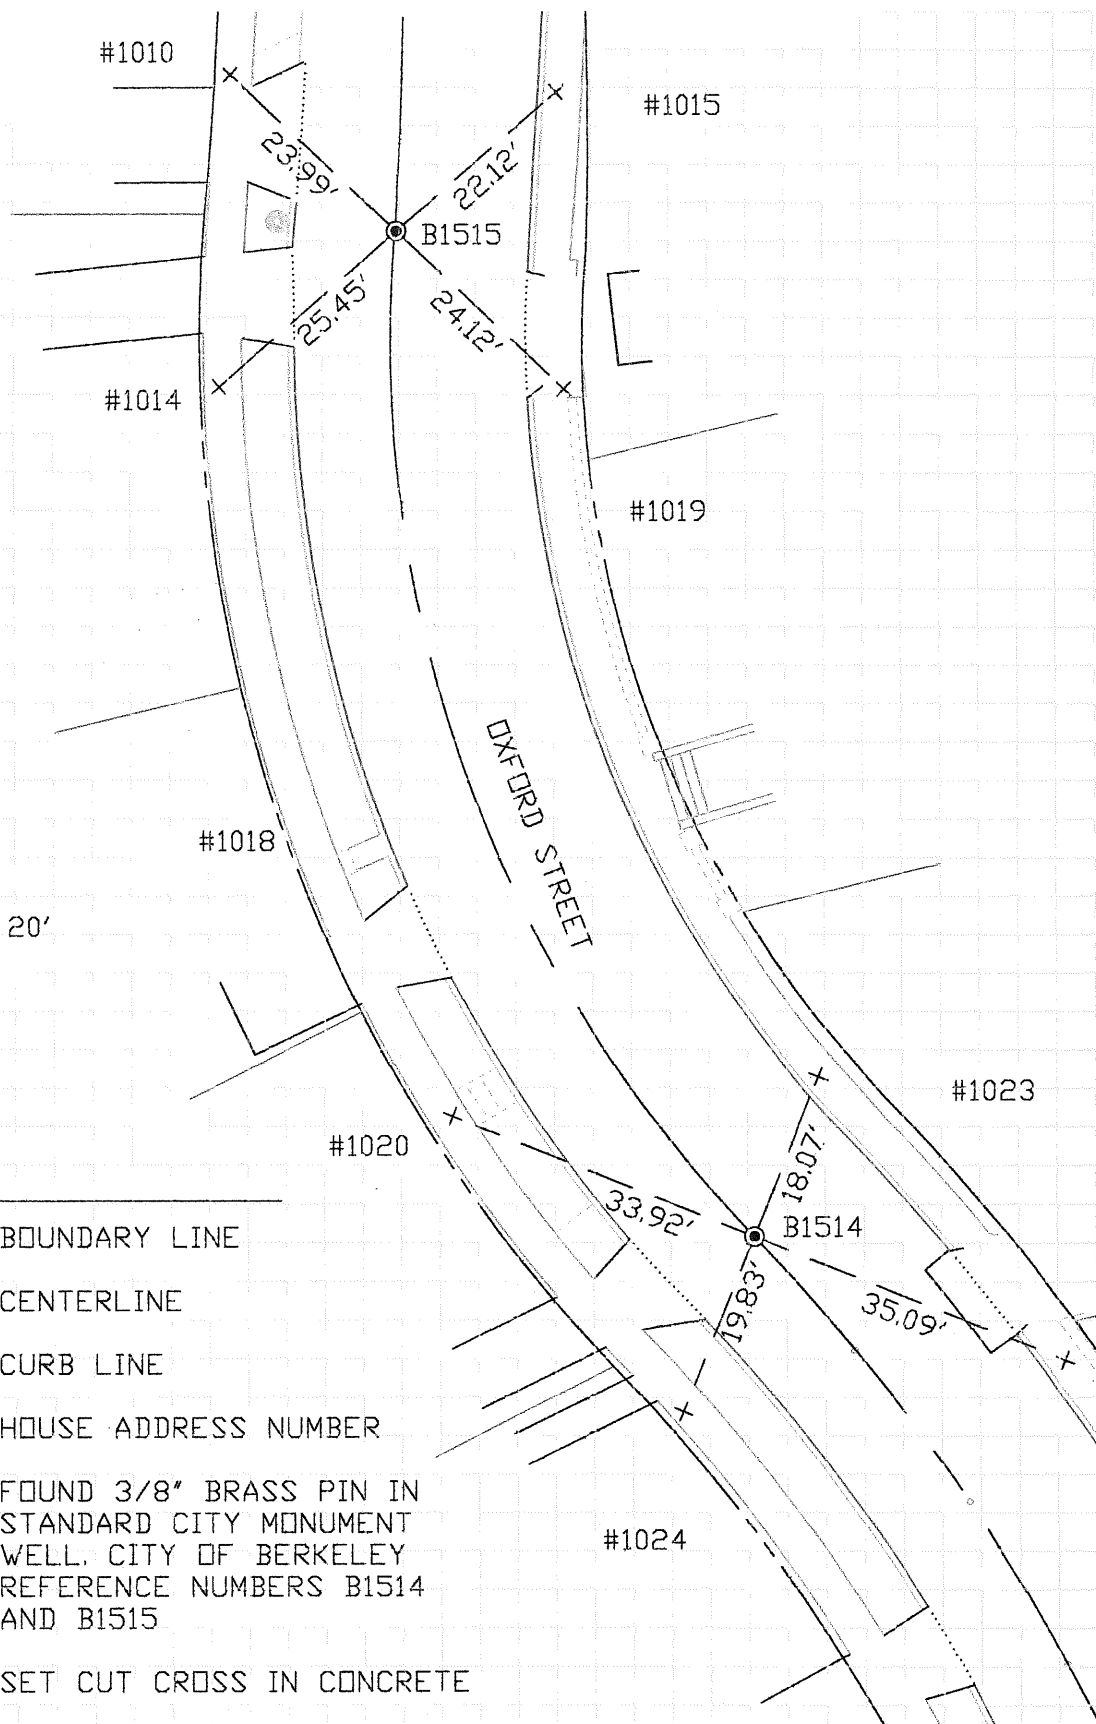 #1010
#1015
23.99'
22.12'
B1515
25.45'
24.12'
#1014
#1019
OXFORD STREET
#1018
20'
#1023
#1020
18.07'
33.92'
B1514
19.83'
35.09'
BOUNDARY LINE
CENTERLINE
CURB LINE
HOUSE ADDRESS NUMBER
FOUND 3/8" BRASS PIN IN
STANDARD CITY MONUMENT
WELL. CITY OF BERKELEY
REFERENCE NUMBERS B1514
AND B1515
#1024
SET CUT CROSS IN CONCRETE